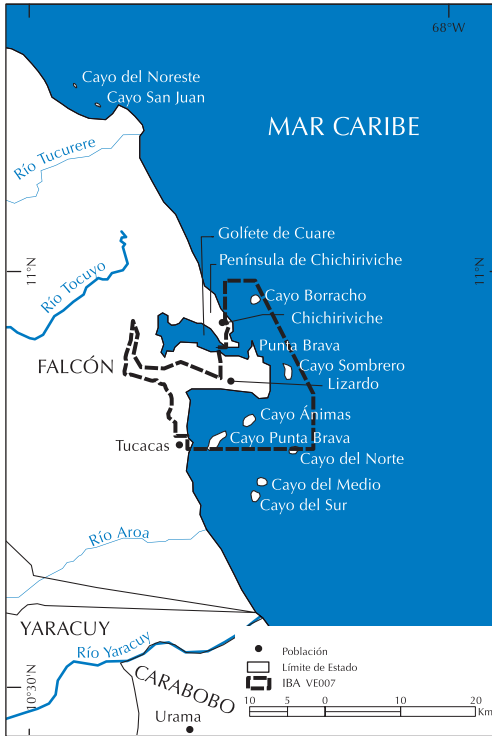 68°W
Cayo del Noreste
Cayo San Juan
MAR CARIBE
Río Tucurere
Golfete de Cuare
11°N
11°N
Península de Chichiriviche
Río Tocuyo
Cayo Borracho
Chichiriviche
Punta Brava
FALCÓN
Cayo Sombrero
Lizardo
Cayo Ánimas
Tucacas
Cayo Punta Brava
Cayo del Norte
Cayo del Medio
Cayo del Sur
Río Aroa
YARACUY
Río Yaracuy
Población
Límite de Estado
IBA VE007
CARABOBO
10°30'N
10 5 0 10 20
Km
Urama